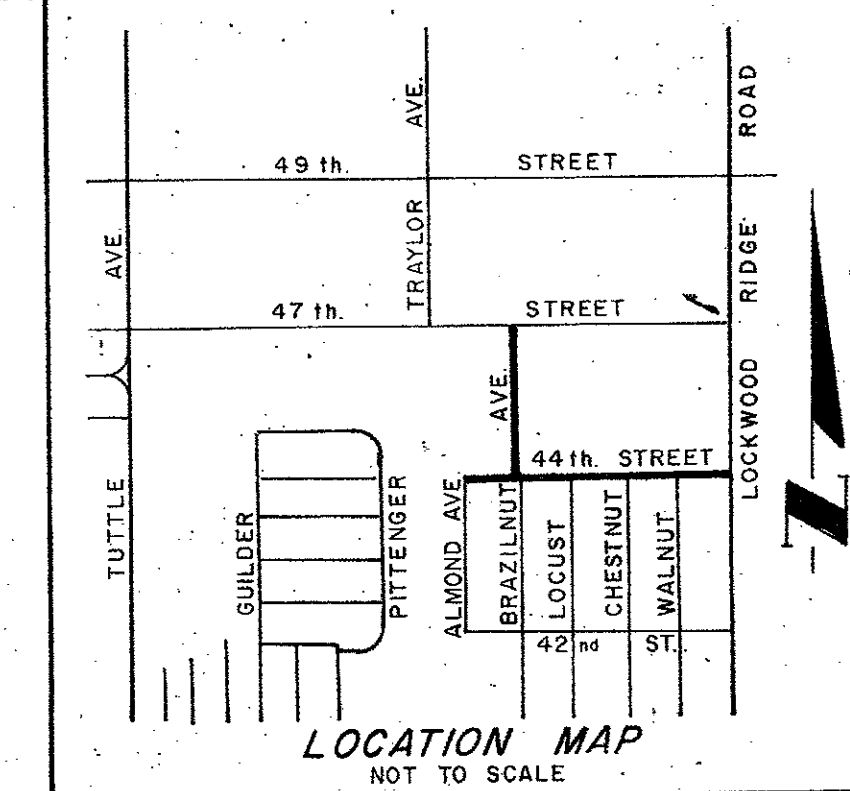 AVE.
ROAD
49 th.
STREET
AVE.
TRAYLOR
RIDGE
47 th.
STREET
AVE.
LOCKWOOD
44 th. STREET
TUTTLE
GUILDER
PITTENGER
ALMOND AVE.
BRAZILNUT
LOCUST
CHESTNUT
WALNUT
42 nd ST.
N
LOCATION MAP
NOT TO SCALE